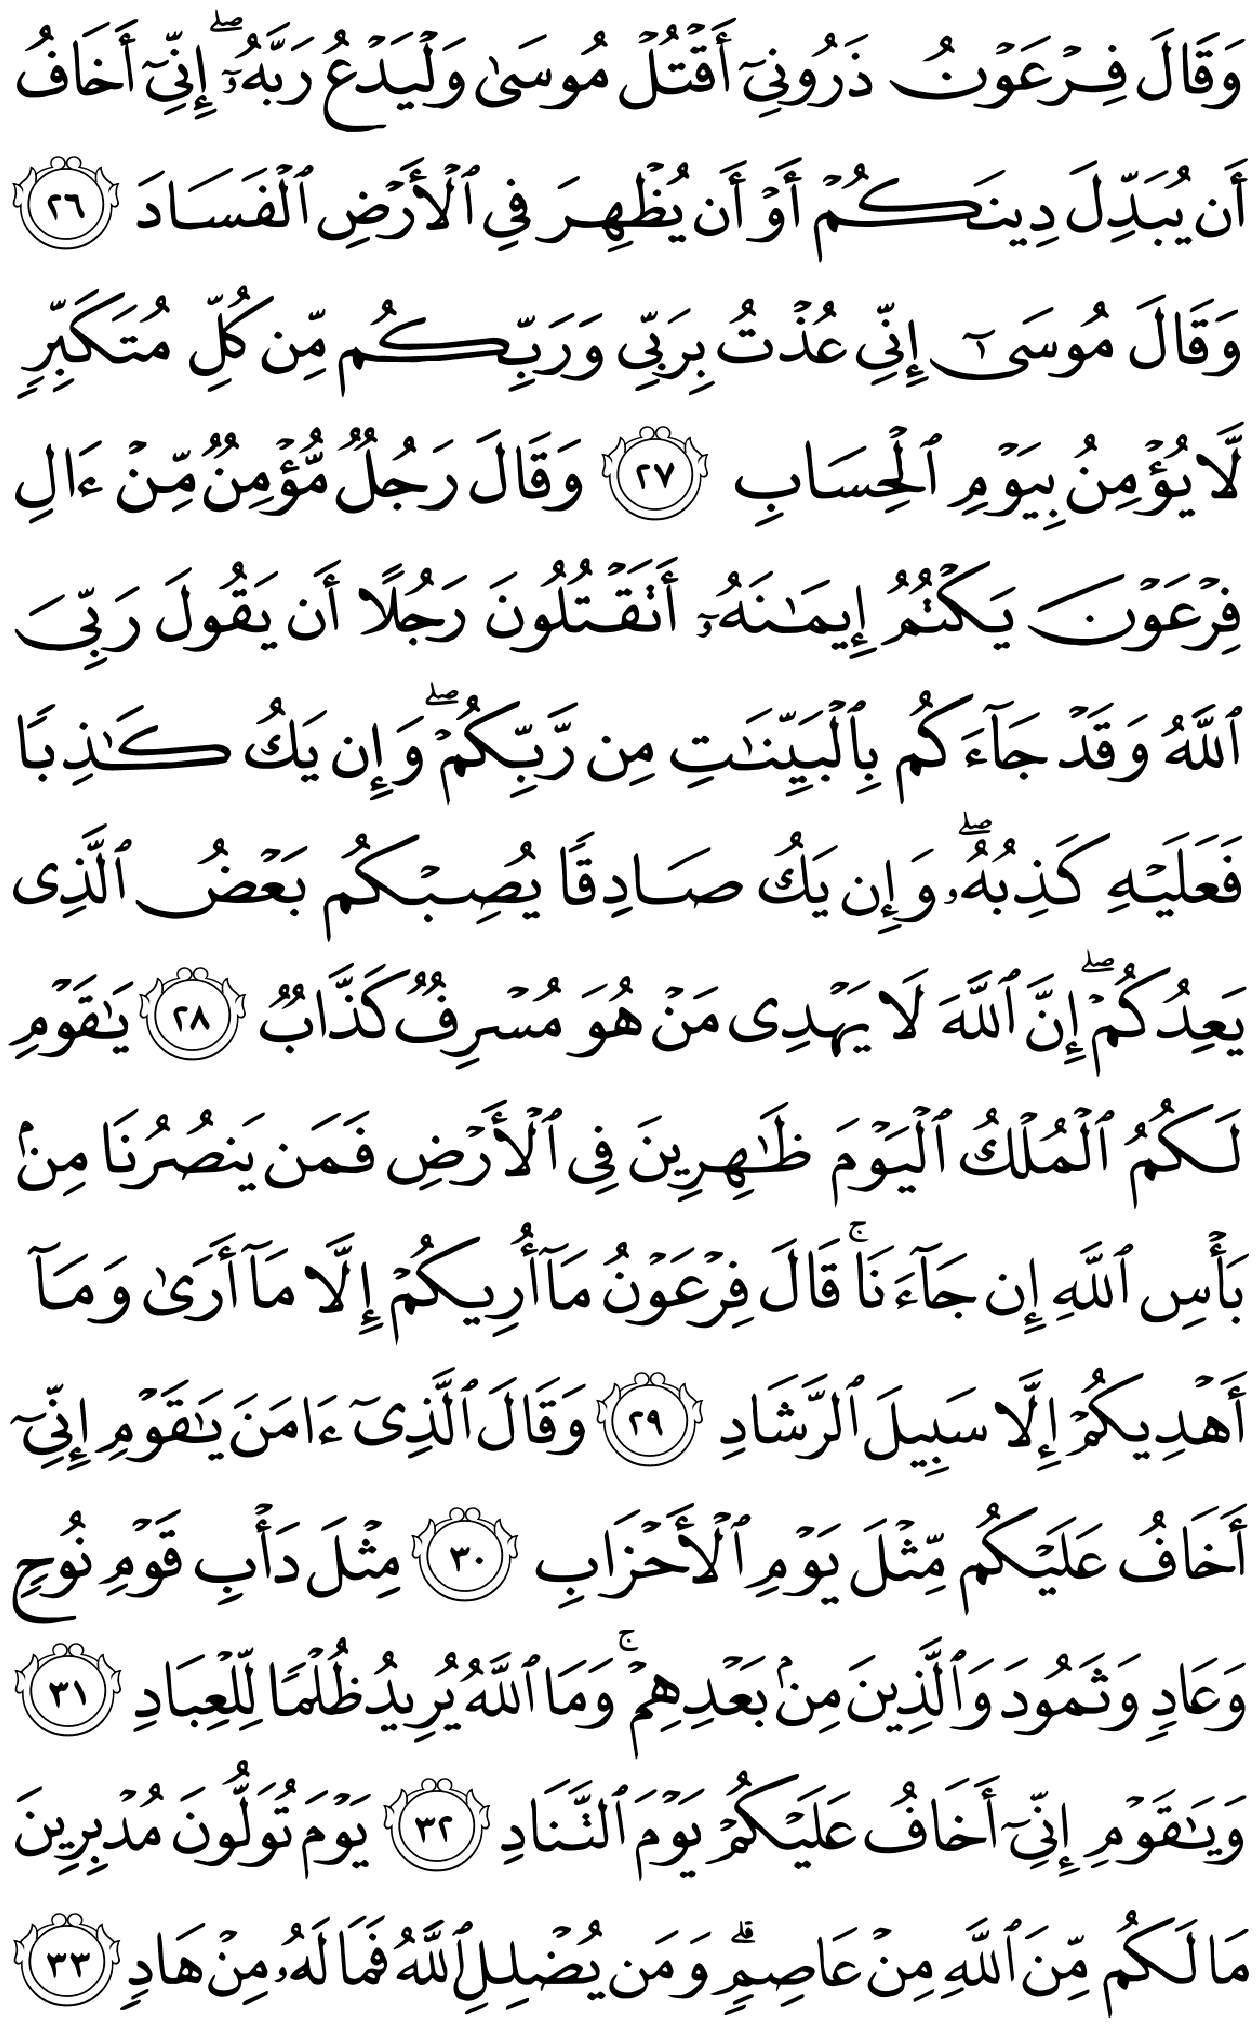 وَقَالَ فِرْعَوْنُ ذَرُونِىٓ أَقْتُلْ مُوسَىٰ وَلْيَدْعُ رَبَّهُۥٓ ۖ إِنِّىٓ أَخَافُ
أَن يُبَدِّلَ دِينَكُمْ أَوْ أَن يُظْهِرَ فِى ٱلْأَرْضِ ٱلْفَسَادَ ٢٦
وَقَالَ مُوسَىٰٓ إِنِّى عُذْتُ بِرَبِّى وَرَبِّكُم مِّن كُلِّ مُتَكَبِّرٍ
لَّا يُؤْمِنُ بِيَوْمِ ٱلْحِسَابِ ٢٧ وَقَالَ رَجُلٌ مُّؤْمِنٌ مِّنْ ءَالِ
فِرْعَوْنَ يَكْتُمُ إِيمَـٰنَهُۥٓ أَتَقْتُلُونَ رَجُلًا أَن يَقُولَ رَبِّىَ
ٱللَّهُ وَقَدْ جَآءَكُم بِٱلْبَيِّنَـٰتِ مِن رَّبِّكُمْ ۖ وَإِن يَكُ كَـٰذِبًا
فَعَلَيْهِ كَذِبُهُۥ ۖ وَإِن يَكُ صَادِقًا يُصِبْكُم بَعْضُ ٱلَّذِى
يَعِدُكُمْ ۖ إِنَّ ٱللَّهَ لَا يَهْدِى مَنْ هُوَ مُسْرِفٌ كَذَّابٌ ٢٨ يَـٰقَوْمِ
لَكُمُ ٱلْمُلْكُ ٱلْيَوْمَ ظَـٰهِرِينَ فِى ٱلْأَرْضِ فَمَن يَنصُرُنَا مِنۢ
بَأْسِ ٱللَّهِ إِن جَآءَنَا ۚ قَالَ فِرْعَوْنُ مَآ أُرِيكُمْ إِلَّا مَآ أَرَىٰ وَمَآ
أَهْدِيكُمْ إِلَّا سَبِيلَ ٱلرَّشَادِ ٢٩ وَقَالَ ٱلَّذِىٓ ءَامَنَ يَـٰقَوْمِ إِنِّىٓ
أَخَافُ عَلَيْكُم مِّثْلَ يَوْمِ ٱلْأَحْزَابِ ٣٠ مِثْلَ دَأْبِ قَوْمِ نُوحٍ
وَعَادٍ وَثَمُودَ وَٱلَّذِينَ مِنۢ بَعْدِهِمْ ۚ وَمَا ٱللَّهُ يُرِيدُ ظُلْمًا لِّلْعِبَادِ ٣١
وَيَـٰقَوْمِ إِنِّىٓ أَخَافُ عَلَيْكُمْ يَوْمَ ٱلتَّنَادِ ٣٢ يَوْمَ تُوَلُّونَ مُدْبِرِينَ
مَا لَكُم مِّنَ ٱللَّهِ مِنْ عَاصِمٍ ۗ وَمَن يُضْلِلِ ٱللَّهُ فَمَا لَهُۥ مِنْ هَادٍ ٣٣